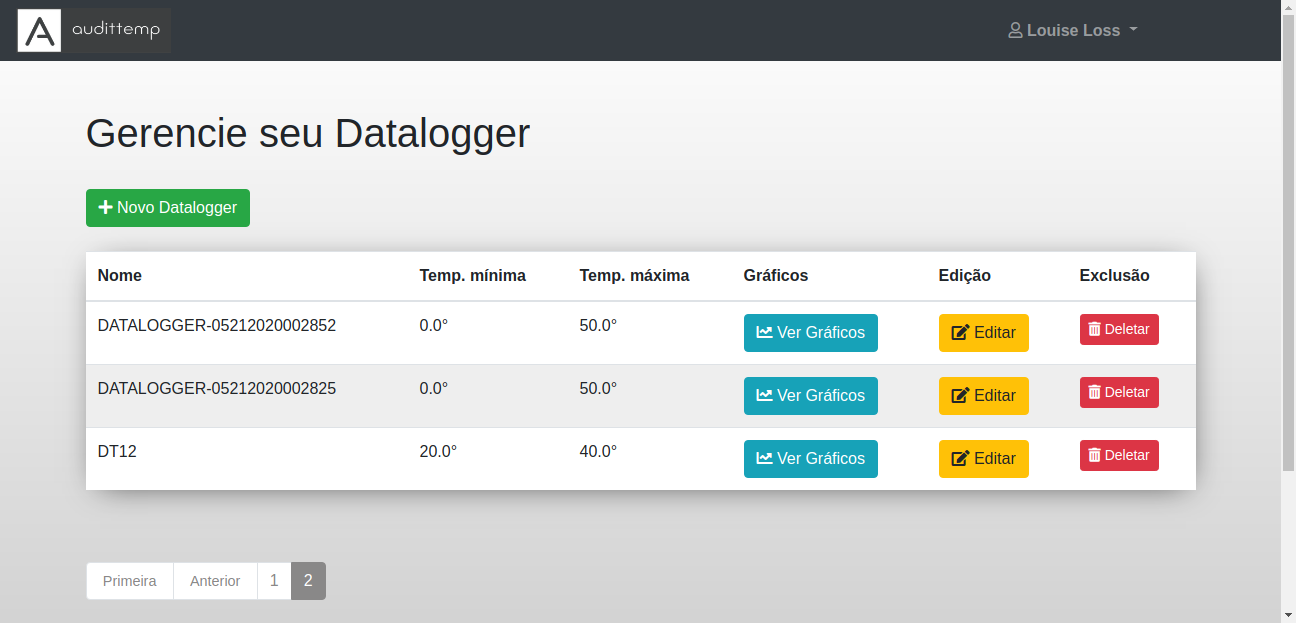 A audittemp Louise Loss
Gerencie seu Datalogger
Novo Datalogger
Nome Temp. mínima Temp. máxima Gráficos Edição Exclusão
DATALOGGER-05212020002852 0.0° 50.0° Ver Gráficos Editar Deletar
DATALOGGER-05212020002825 0.0° 50.0° Ver Gráficos Editar Deletar
DT12 20.0° 40.0° Ver Gráficos Editar Deletar
Primeira Anterior 1 2